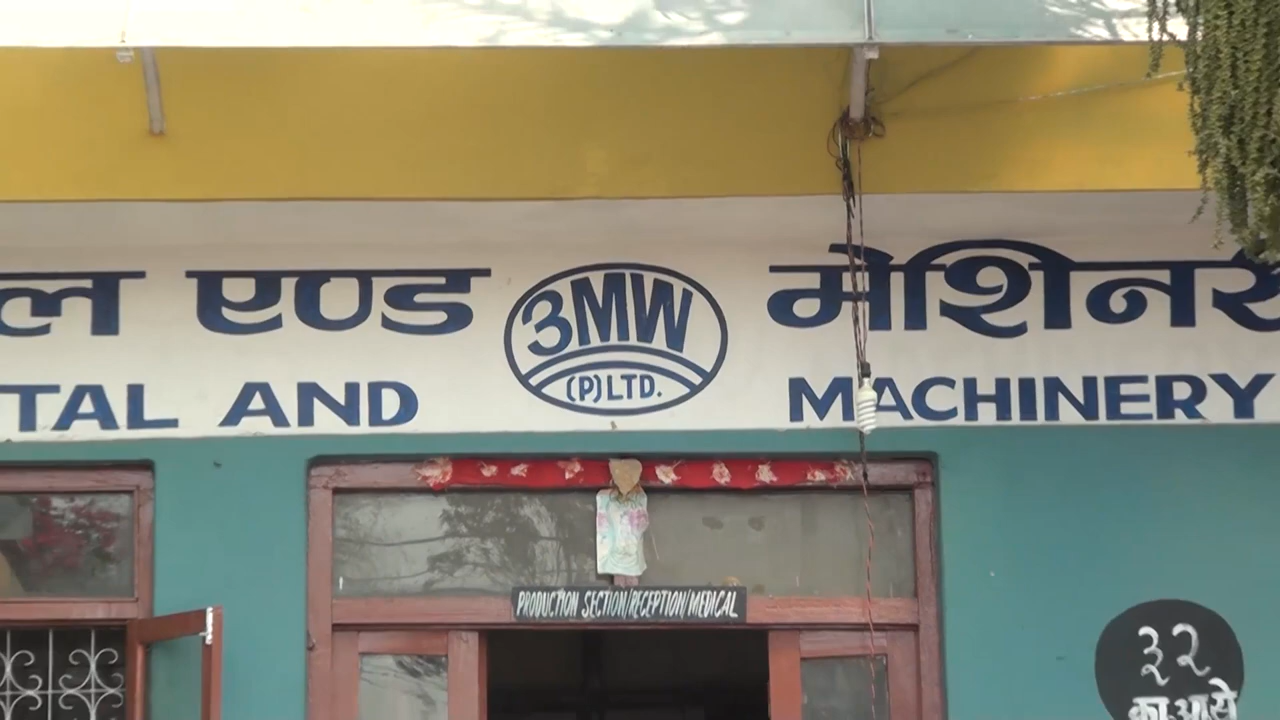 ल एण्ड
3MW
(P)LTD.
मेशिनर
TAL AND
MACHINERY
PRODUCTION SECTION/RECEPTION/MEDICAL
३२
का.आ.